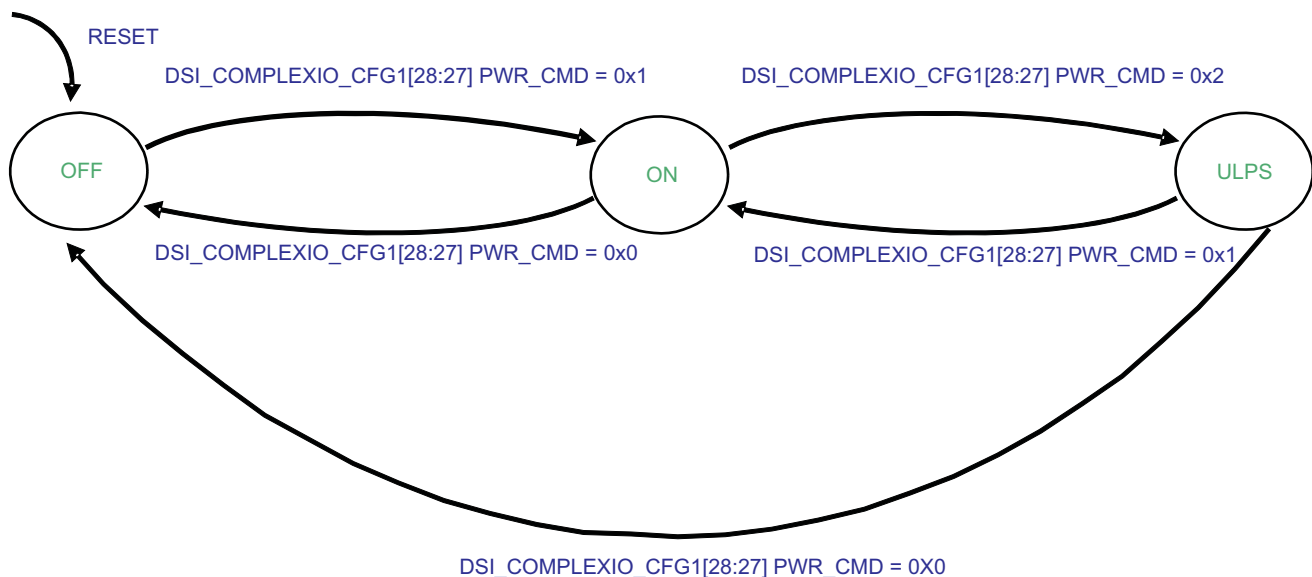 RESET
DSI_COMPLEXIO_CFG1[28:27] PWR_CMD = 0x1
DSI_COMPLEXIO_CFG1[28:27] PWR_CMD = 0x2
OFF
ON
ULPS
DSI_COMPLEXIO_CFG1[28:27] PWR_CMD = 0x0
DSI_COMPLEXIO_CFG1[28:27] PWR_CMD = 0x1
DSI_COMPLEXIO_CFG1[28:27] PWR_CMD = 0X0